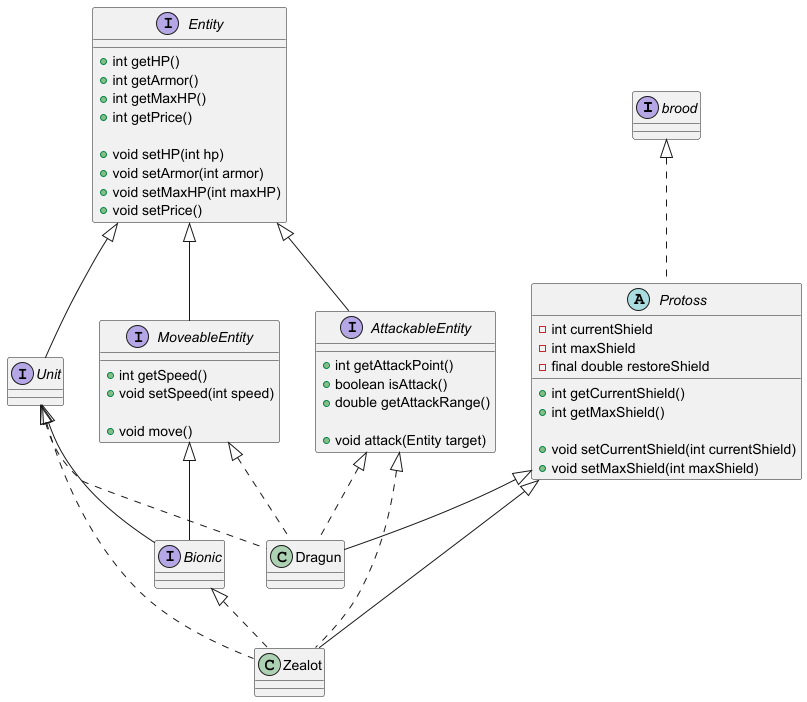 I Entity
int getHP()
int getArmor()
int getMaxHP()
int getPrice()
void setHP(int hp)
void setArmor(int armor)
void setMaxHP(int maxHP)
void setPrice()
I brood
A Protoss
int currentShield
int maxShield
final double restoreShield
int getCurrentShield()
int getMaxShield()
void setCurrentShield(int currentShield)
void setMaxShield(int maxShield)
I Unit
I MoveableEntity
int getSpeed()
void setSpeed(int speed)
void move()
I AttackableEntity
int getAttackPoint()
boolean isAttack()
double getAttackRange()
void attack(Entity target)
I Bionic
C Dragun
C Zealot